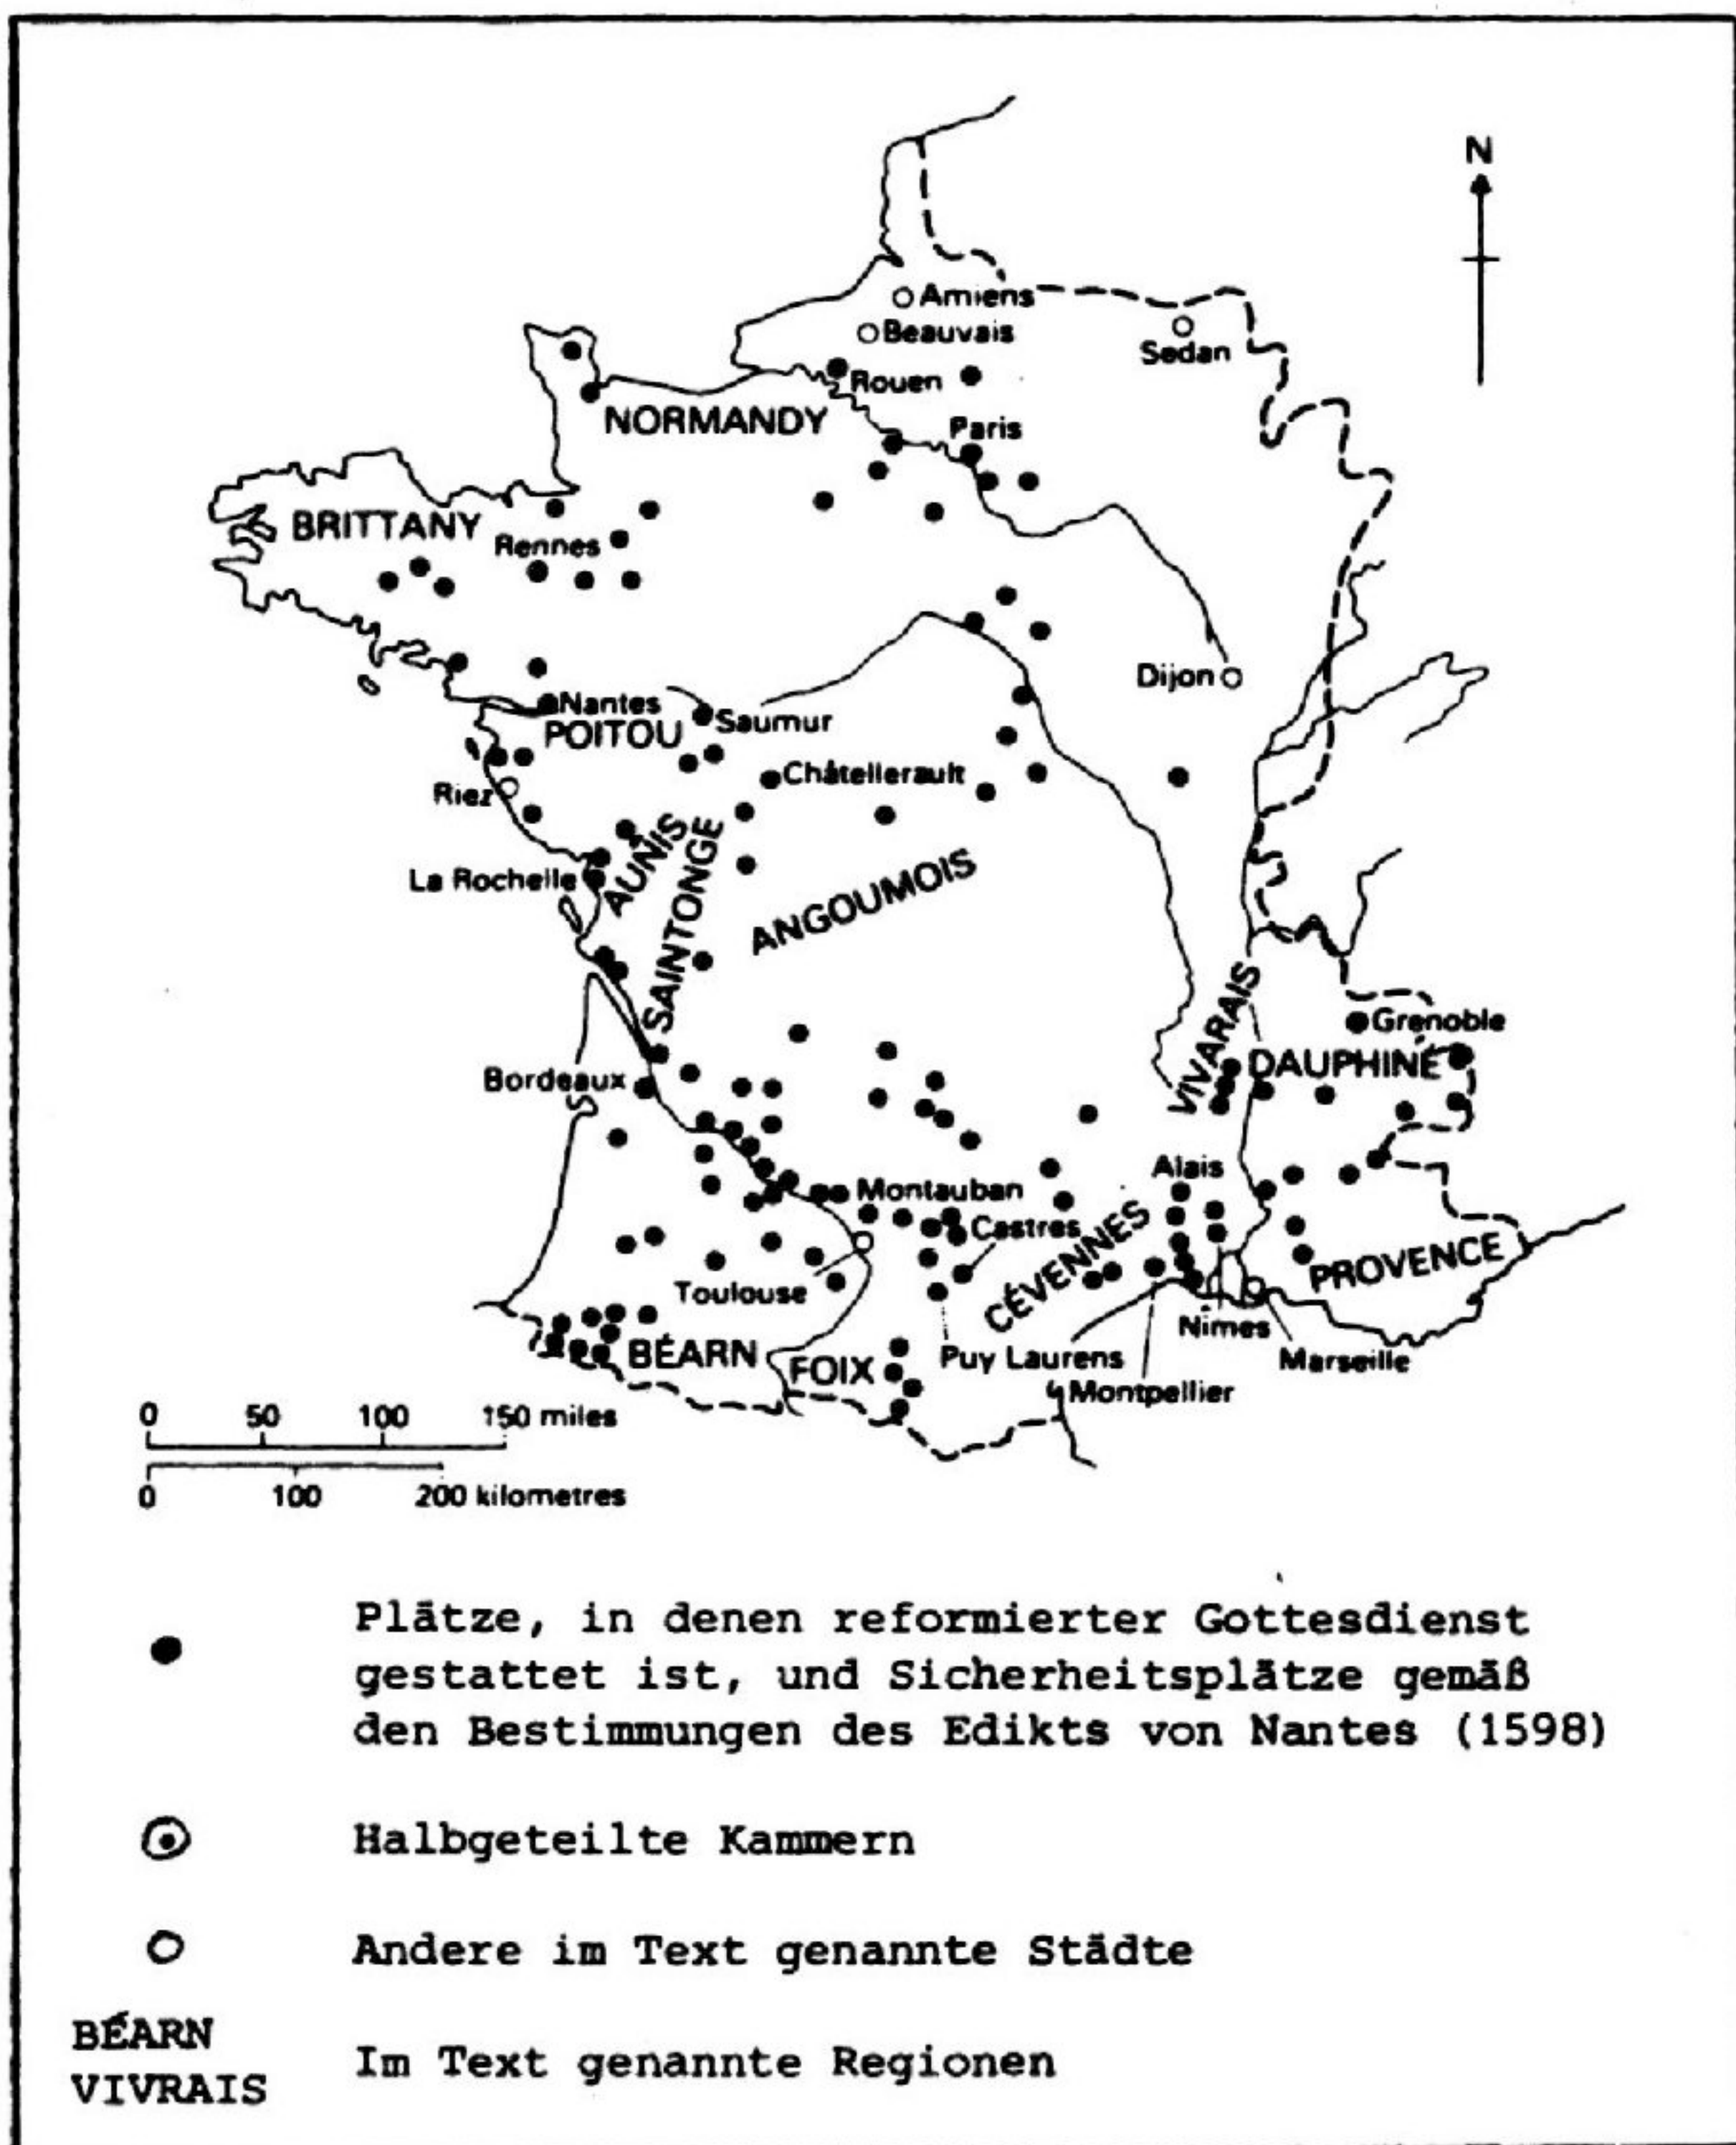 N
Amiens
Beauvais
Sedan
Rouen
NORMANDY
Paris
BRITTANY
Rennes
Dijon
Nantes
POITOU
Saumur
Châtellerault
Riez
AUNIS
SAINTONGE
La Rochelle
ANGOUMOIS
VIVARAIS
Grenoble
DAUPHINÉ
Bordeaux
Alais
Montauban
Castres
CÉVENNES
PROVENCE
Toulouse
Nîmes
BÉARN
FOIX
Puy Laurens
Marseille
Montpellier
0 50 100 150 miles
0 100 200 kilometres
Plätze, in denen reformierter Gottesdienst
gestattet ist, und Sicherheitsplätze gemäß
den Bestimmungen des Edikts von Nantes (1598)
Halbgeteilte Kammern
Andere im Text genannte Städte
BÉARN
VIVRAIS
Im Text genannte Regionen